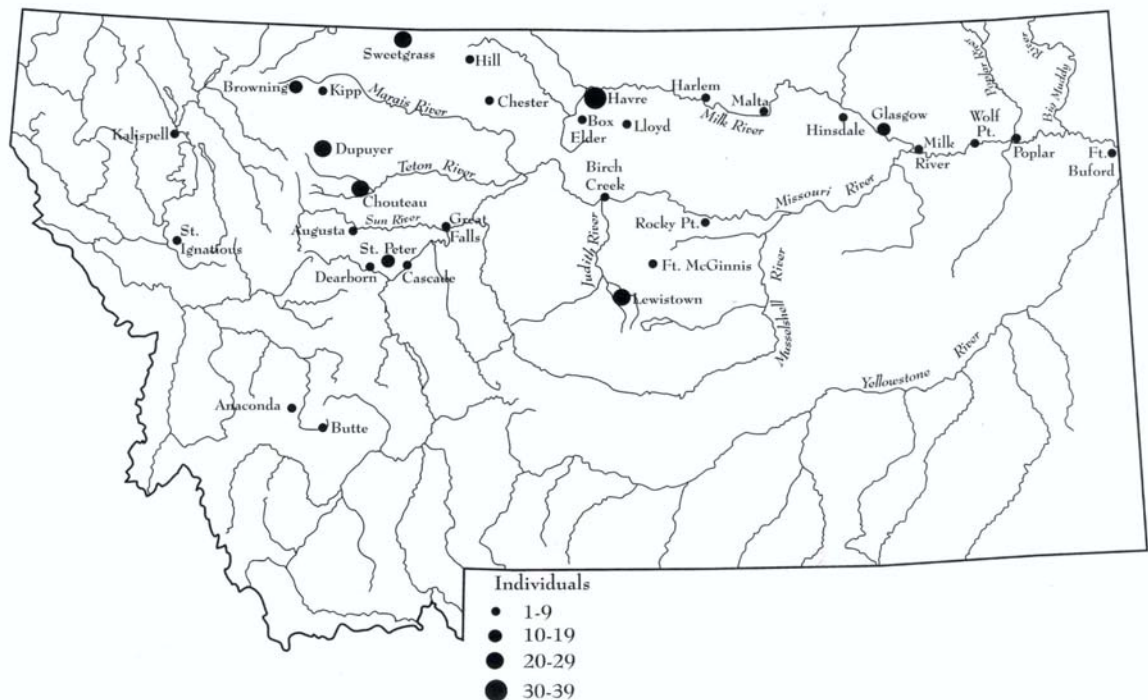 Sweetgrass
Hill
Browning
Kipp
Marais River
Chester
Havre
Harlem
Milk River
Malta
Poplar River
Big Muddy
River
Kalispell
Box
Elder
Lloyd
Hinsdale
Glasgow
Milk
River
Wolf
Pt.
Poplar
Ft.
Buford
Dupuyer
Teton River
Chouteau
Birch
Creek
Missouri River
St.
Ignatious
Augusta
Sun River
Great
Falls
Rocky Pt.
St. Peter
Dearborn
Cascade
Judith River
Ft. McGinnis
Lewistown
Musselshell River
Yellowstone River
Anaconda
Butte
Individuals
1-9
10-19
20-29
30-39